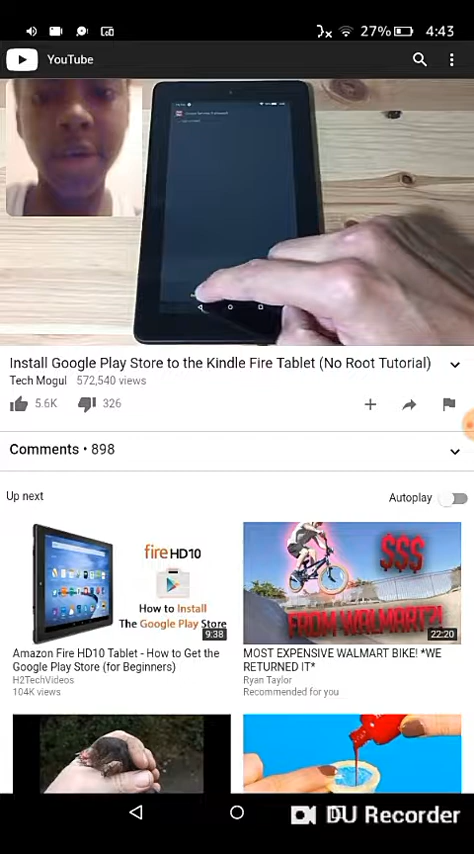 27%
4:43
YouTube
Install Google Play Store to the Kindle Fire Tablet (No Root Tutorial)
Tech Mogul 572,540 views
5.6K
326
Comments • 898
Up next
Autoplay
fire HD10
How to Install
The Google Play Store
9:38
Amazon Fire HD10 Tablet - How to Get the
Google Play Store (for Beginners)
H2TechVideos
104K views
$$$
FROM WALMART?!
22:20
MOST EXPENSIVE WALMART BIKE! *WE
RETURNED IT*
Ryan Taylor
Recommended for you
DU Recorder